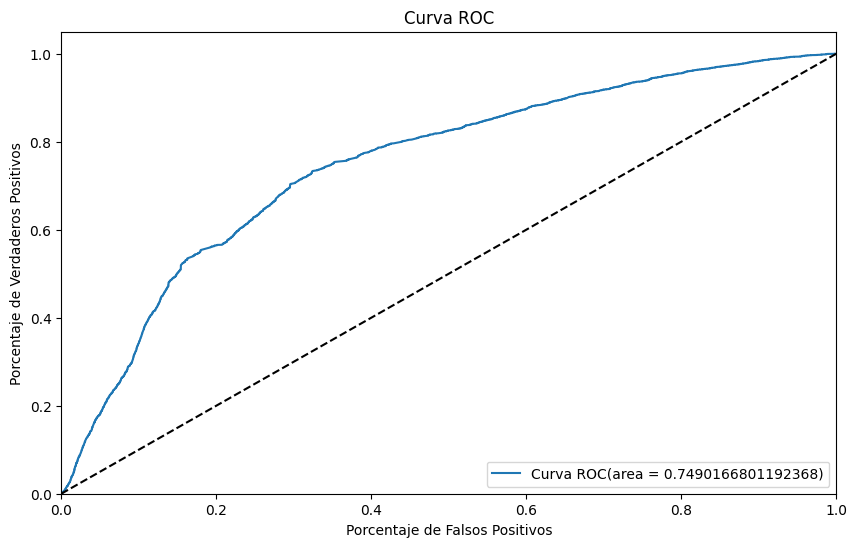 Curva ROC
Porcentaje de Verdaderos Positivos
1.0
0.8
0.6
0.4
0.2
0.0
Curva ROC(area = 0.7490166801192368)
0.0 0.2 0.4 0.6 0.8 1.0
Porcentaje de Falsos Positivos